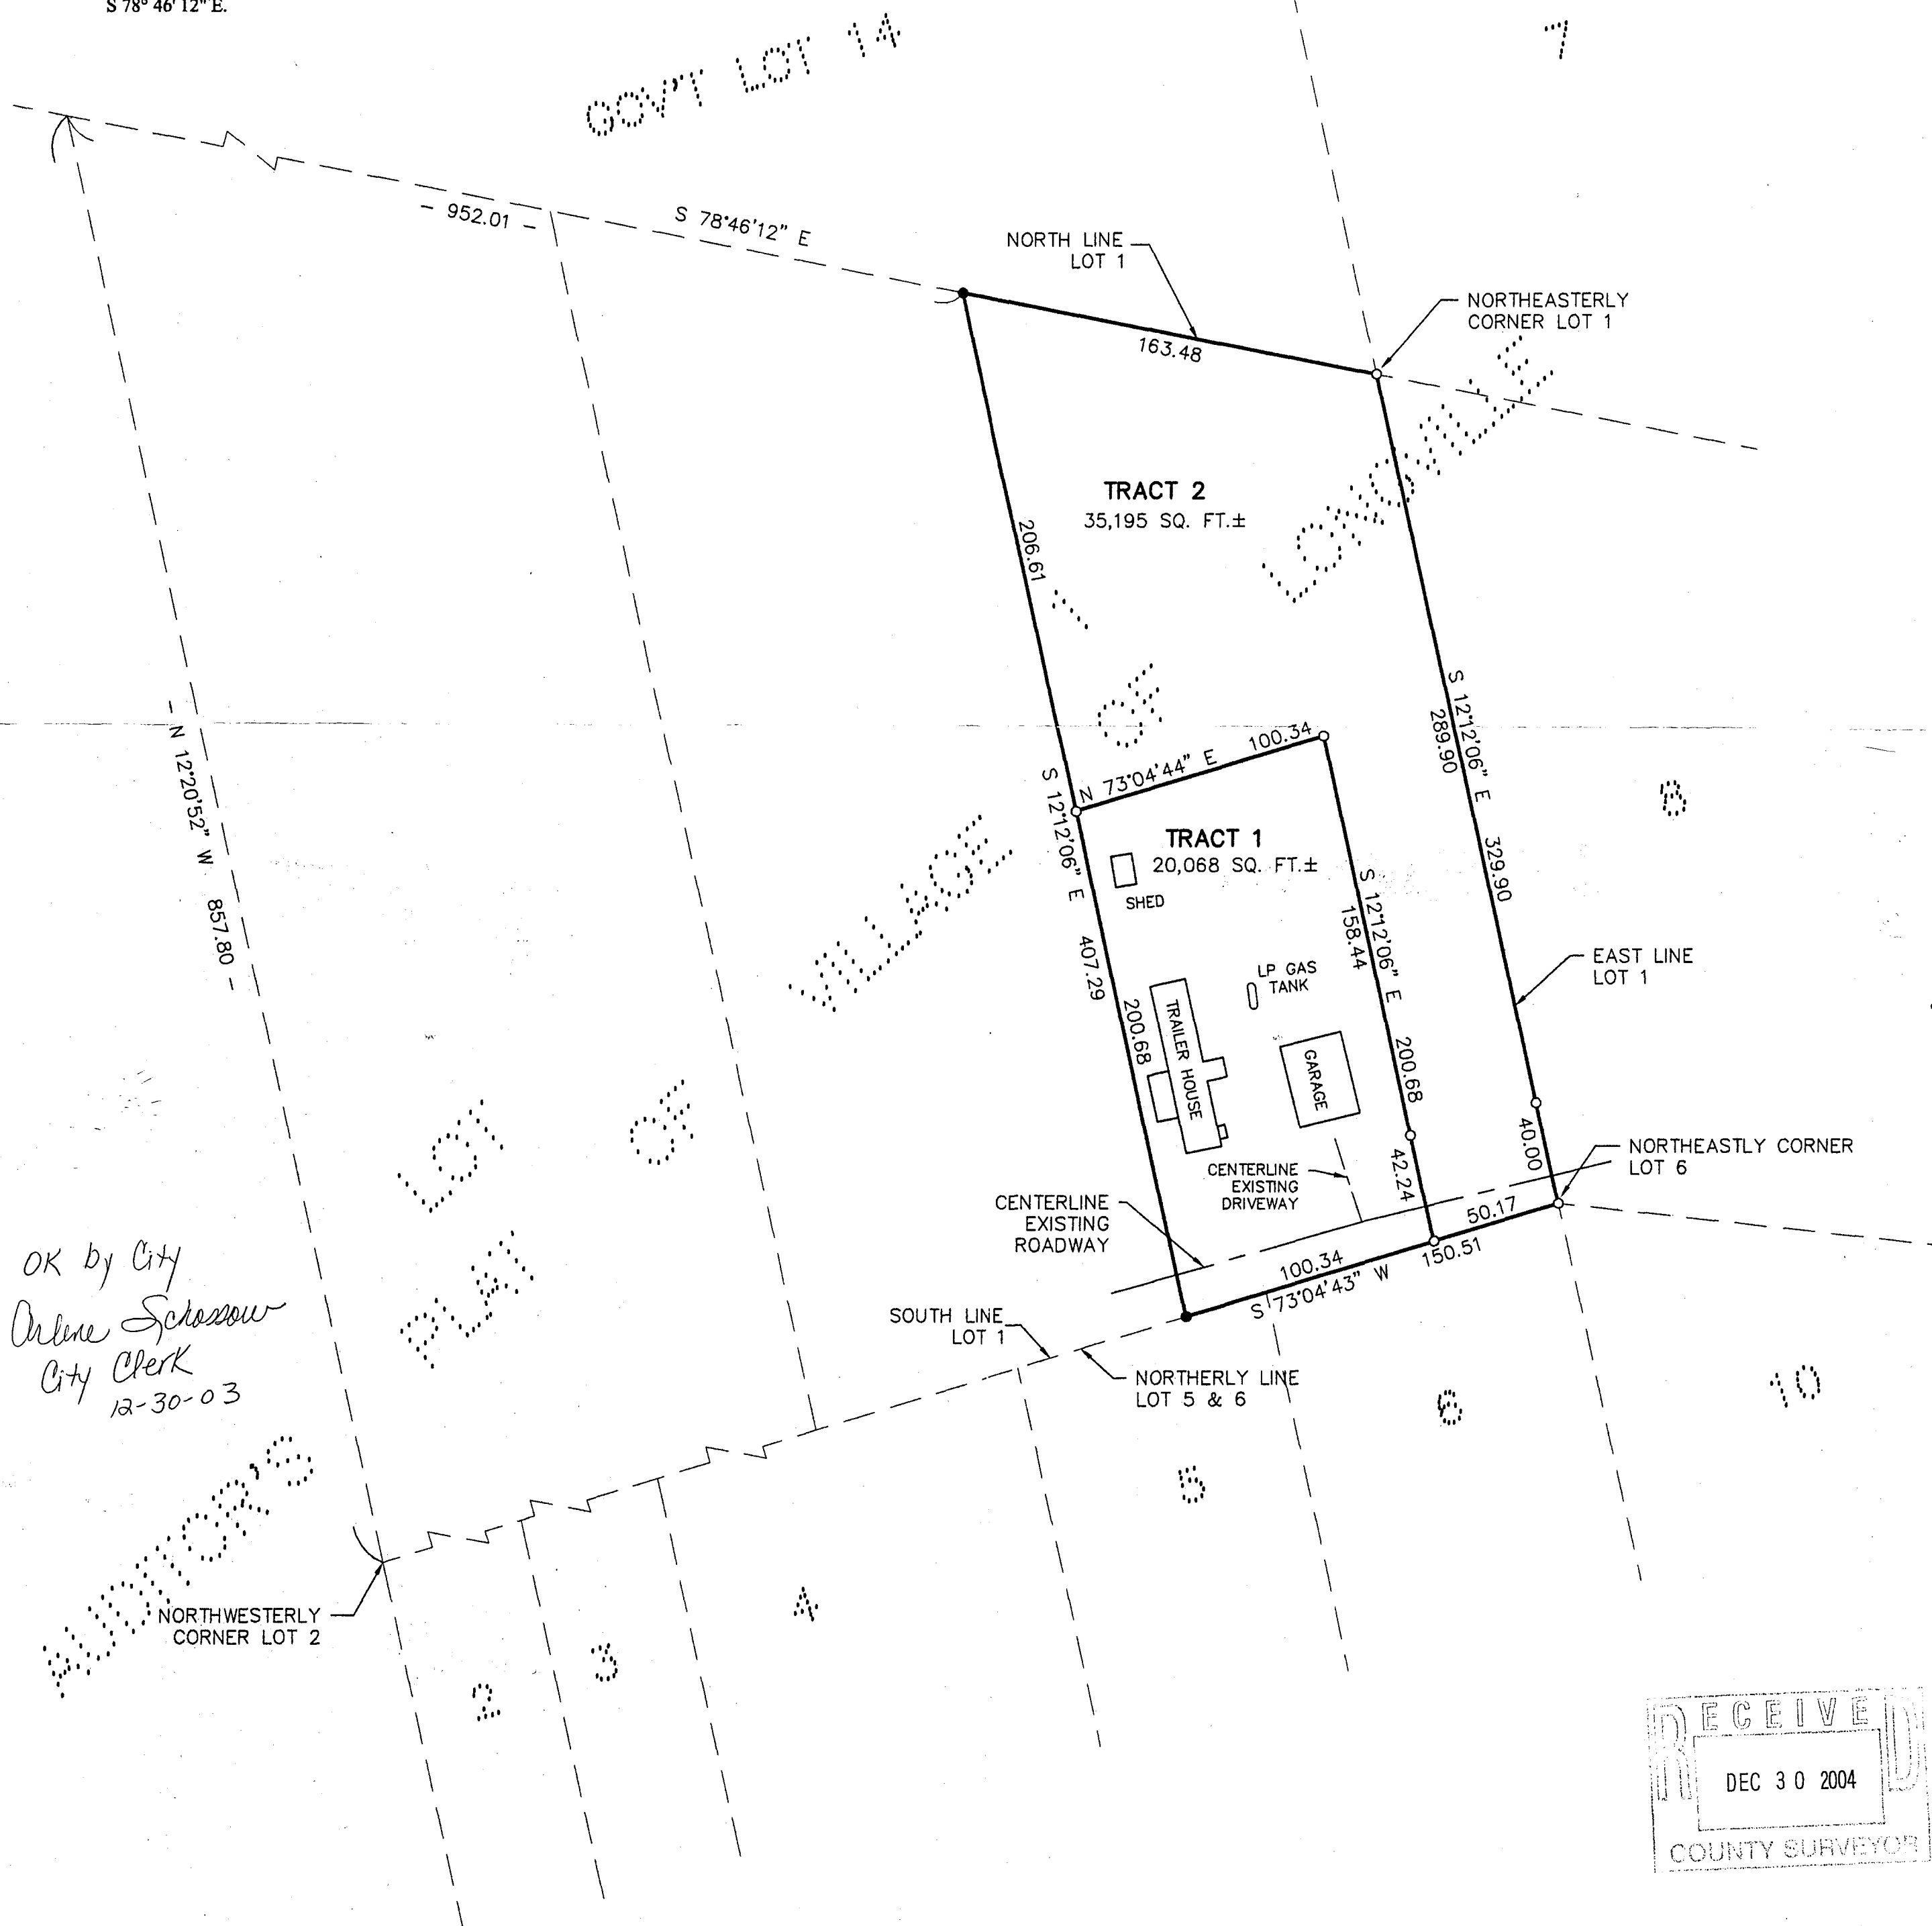 S 78° 46' 12" E.
GOV'T LOT 14
7
- 952.01 -
S 78°46'12" E
NORTH LINE
LOT 1
163.48
NORTHEASTERLY
CORNER LOT 1
TRACT 2
35,195 SQ. FT.±
206.61
1
LONGVILLE
OF
VILLAGE
OF
LOT
PLAT
AUDITOR'S
S 12°12'06" E
289.90
329.90
8
- N 12°20'52" W 857.80 -
N 73°04'44" E 100.34
S 12°12'06" E 407.29
200.68
TRACT 1
20,068 SQ. FT.±
SHED
S 12°12'06" E 200.68
158.44
LP GAS
TANK
TRAILER HOUSE
GARAGE
EAST LINE
LOT 1
40.00
42.24
NORTHEASTLY CORNER
LOT 6
CENTERLINE
EXISTING
DRIVEWAY
CENTERLINE
EXISTING
ROADWAY
50.17
100.34
150.51
S 73°04'43" W
SOUTH LINE
LOT 1
NORTHERLY LINE
LOT 5 & 6
OK by City
Arlene Schossow
City Clerk
12-30-03
6
10
5
4
3
2
NORTHWESTERLY
CORNER LOT 2
RECEIVED
DEC 30 2004
COUNTY SURVEYOR